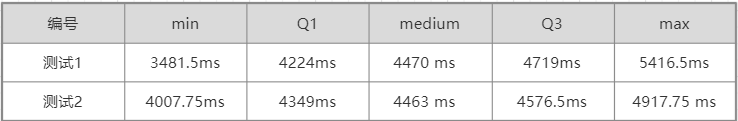 编号 min Q1 medium Q3 max
测试1 3481.5ms 4224ms 4470 ms 4719ms 5416.5ms
测试2 4007.75ms 4349ms 4463 ms 4576.5ms 4917.75 ms